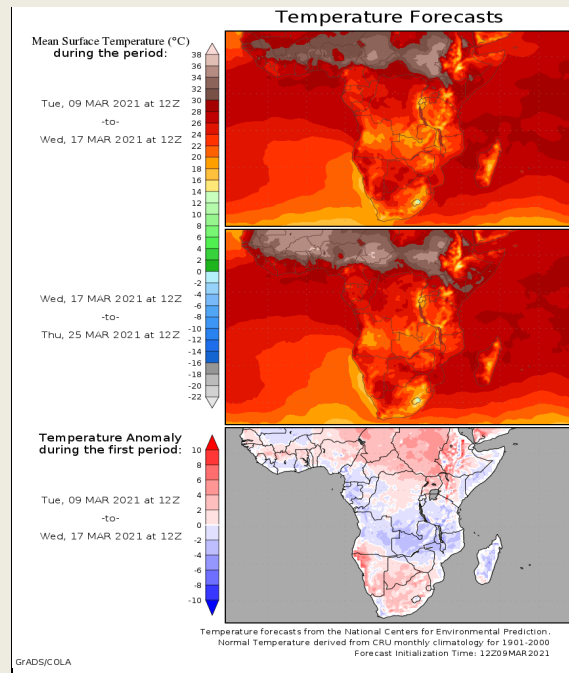 Temperature Forecasts
Mean Surface Temperature (°C)
during the period:
Tue, 09 MAR 2021 at 12Z
-to-
Wed, 17 MAR 2021 at 12Z
38
36
34
32
30
28
26
24
22
20
18
16
14
12
10
8
6
4
2
0
-2
-4
-6
-8
-10
-12
-14
-16
-18
-20
-22
Wed, 17 MAR 2021 at 12Z
-to-
Thu, 25 MAR 2021 at 12Z
Temperature Anomaly
during the first period:
Tue, 09 MAR 2021 at 12Z
-to-
Wed, 17 MAR 2021 at 12Z
10
8
6
4
2
0
-2
-4
-6
-8
-10
Temperature forecasts from the National Centers for Environmental Prediction.
Normal Temperature derived from CRU monthly climatology for 1901-2000
Forecast Initialization Time: 12Z09MAR2021
GrADS/COLA